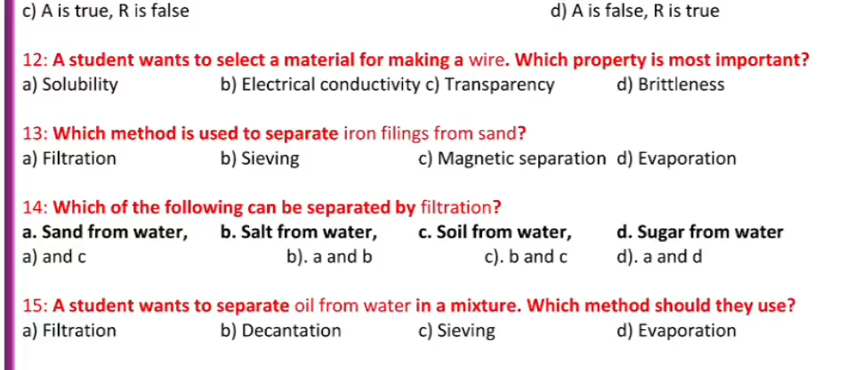 c) A is true, R is false d) A is false, R is true
12: A student wants to select a material for making a wire. Which property is most important?
a) Solubility b) Electrical conductivity c) Transparency d) Brittleness
13: Which method is used to separate iron filings from sand?
a) Filtration b) Sieving c) Magnetic separation d) Evaporation
14: Which of the following can be separated by filtration?
a. Sand from water, b. Salt from water, c. Soil from water, d. Sugar from water
a) and c b). a and b c). b and c d). a and d
15: A student wants to separate oil from water in a mixture. Which method should they use?
a) Filtration b) Decantation c) Sieving d) Evaporation